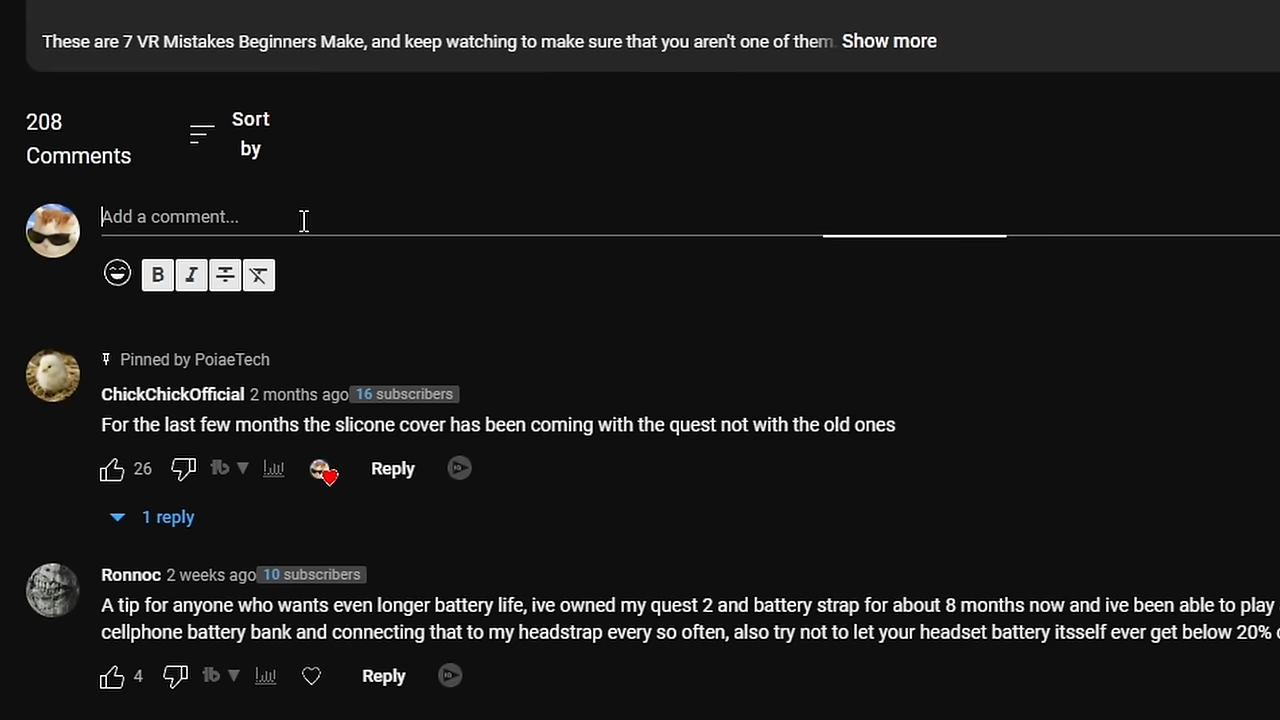 These are 7 VR Mistakes Beginners Make, and keep watching to make sure that you aren't one of them. Show more
208
Comments
Sort
by
Add a comment...
B I
Pinned by PoiaeTech
ChickChickOfficial 2 months ago 16 subscribers
For the last few months the slicone cover has been coming with the quest not with the old ones
26 Reply
1 reply
Ronnoc 2 weeks ago 10 subscribers
A tip for anyone who wants even longer battery life, ive owned my quest 2 and battery strap for about 8 months now and ive been able to play
cellphone battery bank and connecting that to my headstrap every so often, also try not to let your headset battery itsself ever get below 20%
4 Reply